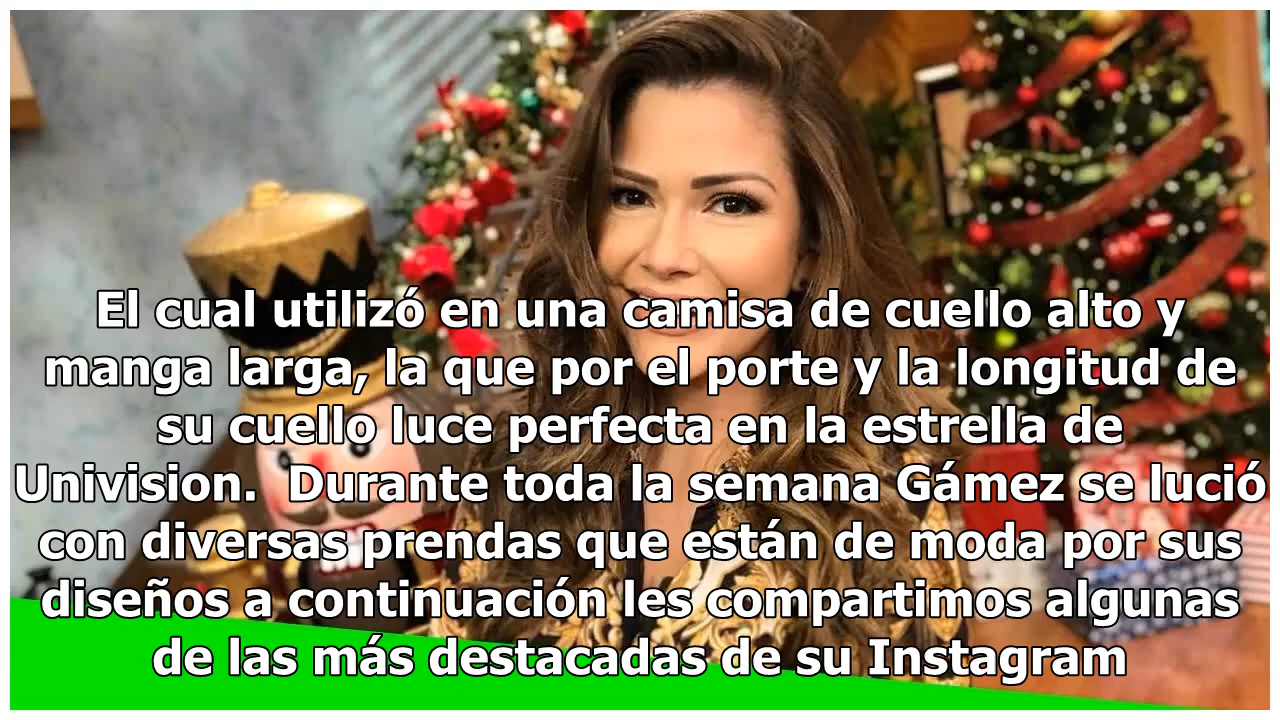 El cual utilizó en una camisa de cuello alto y
manga larga, la que por el porte y la longitud de
su cuello luce perfecta en la estrella de
Univision.  Durante toda la semana Gámez se lució
con diversas prendas que están de moda por sus
diseños a continuación les compartimos algunas
de las más destacadas de su Instagram